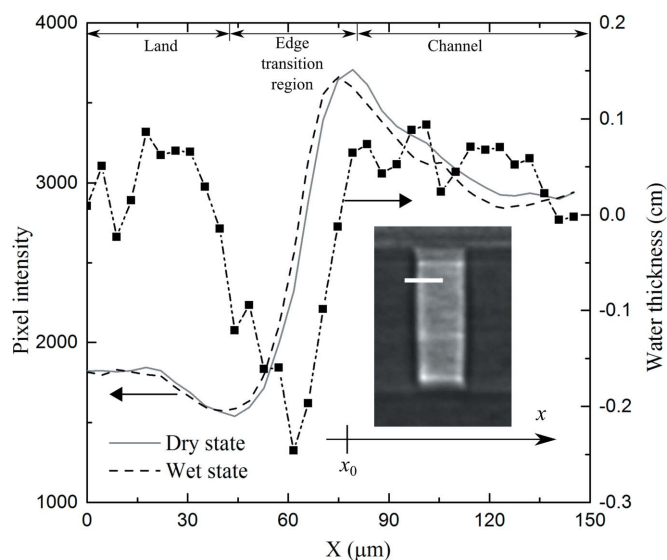 4000
3000
2000
1000
Pixel intensity
0.2
0.1
0.0
-0.1
-0.2
-0.3
Water thickness (cm)
Land
Edge
transition
region
Channel
x
x0
Dry state
Wet state
0
30
60
90
120
150
X (μm)